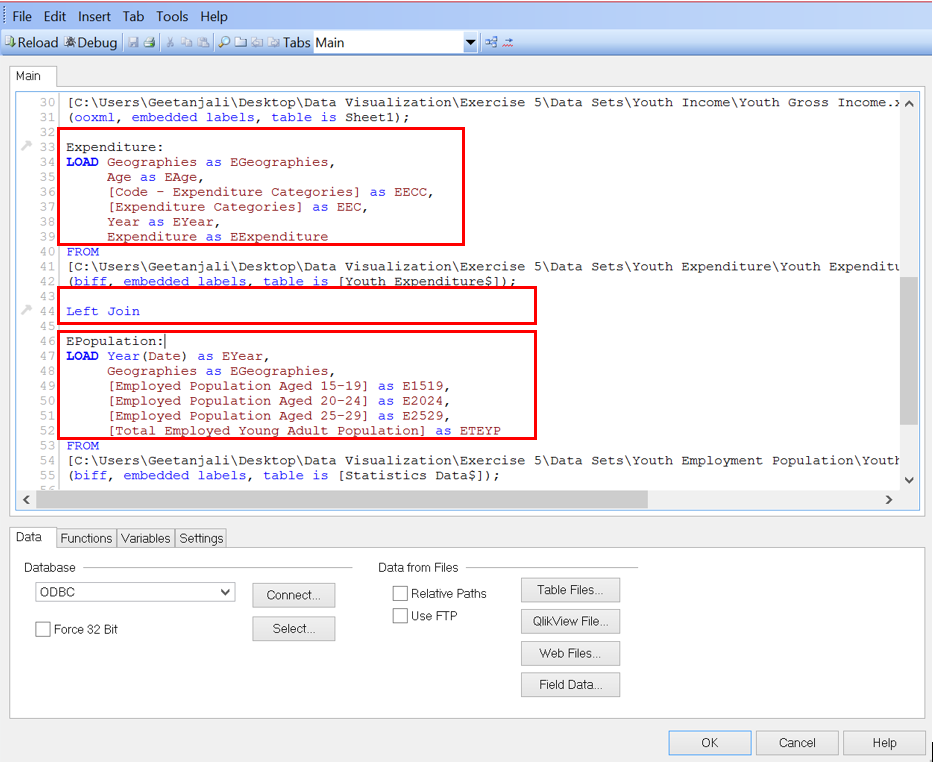 File Edit Insert Tab Tools Help
Reload Debug Tabs Main
Main
30 [C:\Users\Geetanjali\Desktop\Data Visualization\Exercise 5\Data Sets\Youth Income\Youth Gross Income.x
31 (ooxml, embedded labels, table is Sheet1);
32
33 Expenditure:
34 LOAD Geographies as EGeographies,
35 Age as EAge,
36 [Code - Expenditure Categories] as EECC,
37 [Expenditure Categories] as EEC,
38 Year as EYear,
39 Expenditure as EExpenditure
40 FROM
41 [C:\Users\Geetanjali\Desktop\Data Visualization\Exercise 5\Data Sets\Youth Expenditure\Youth Expenditu
42 (biff, embedded labels, table is [Youth Expenditure$]);
43
44 Left Join
45
46 EPopulation:
47 LOAD Year(Date) as EYear,
48 Geographies as EGeographies,
49 [Employed Population Aged 15-19] as E1519,
50 [Employed Population Aged 20-24] as E2024,
51 [Employed Population Aged 25-29] as E2529,
52 [Total Employed Young Adult Population] as ETEYP
53 FROM
54 [C:\Users\Geetanjali\Desktop\Data Visualization\Exercise 5\Data Sets\Youth Employment Population\Youth
55 (biff, embedded labels, table is [Statistics Data$]);
Data Functions Variables Settings
Database
ODBC
Force 32 Bit
Connect...
Select...
Data from Files
Relative Paths
Use FTP
Table Files...
QlikView File...
Web Files...
Field Data...
OK Cancel Help